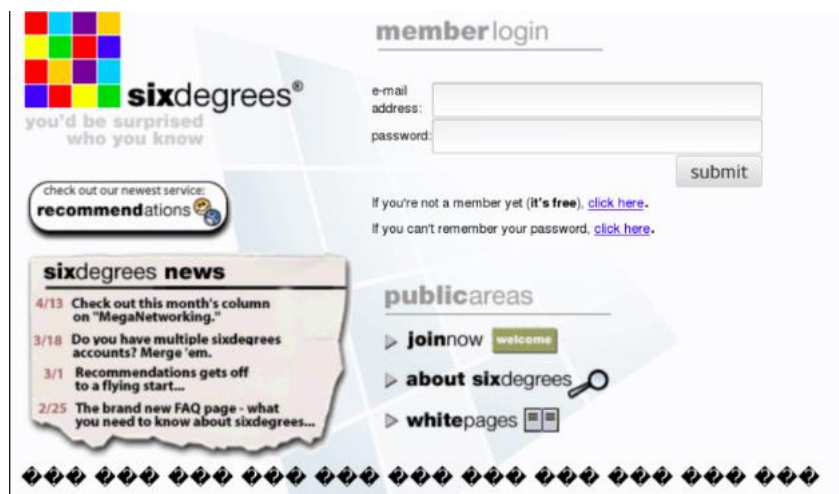 sixdegrees®
you'd be surprised
who you know
check out our newest service:
recommendations
sixdegrees news
4/13 Check out this month's column
on "MegaNetworking."
3/18 Do you have multiple sixdegrees
accounts? Merge 'em.
3/1 Recommendations gets off
to a flying start...
2/25 The brand new FAQ page - what
you need to know about sixdegrees...
memberlogin
e-mail
address:
password:
submit
If you're not a member yet (it's free), click here.
If you can't remember your password, click here.
publicareas
joinnow welcome
about sixdegrees
whitepages
��� ��� ��� ��� ��� ��� ��� ��� ��� ��� ���